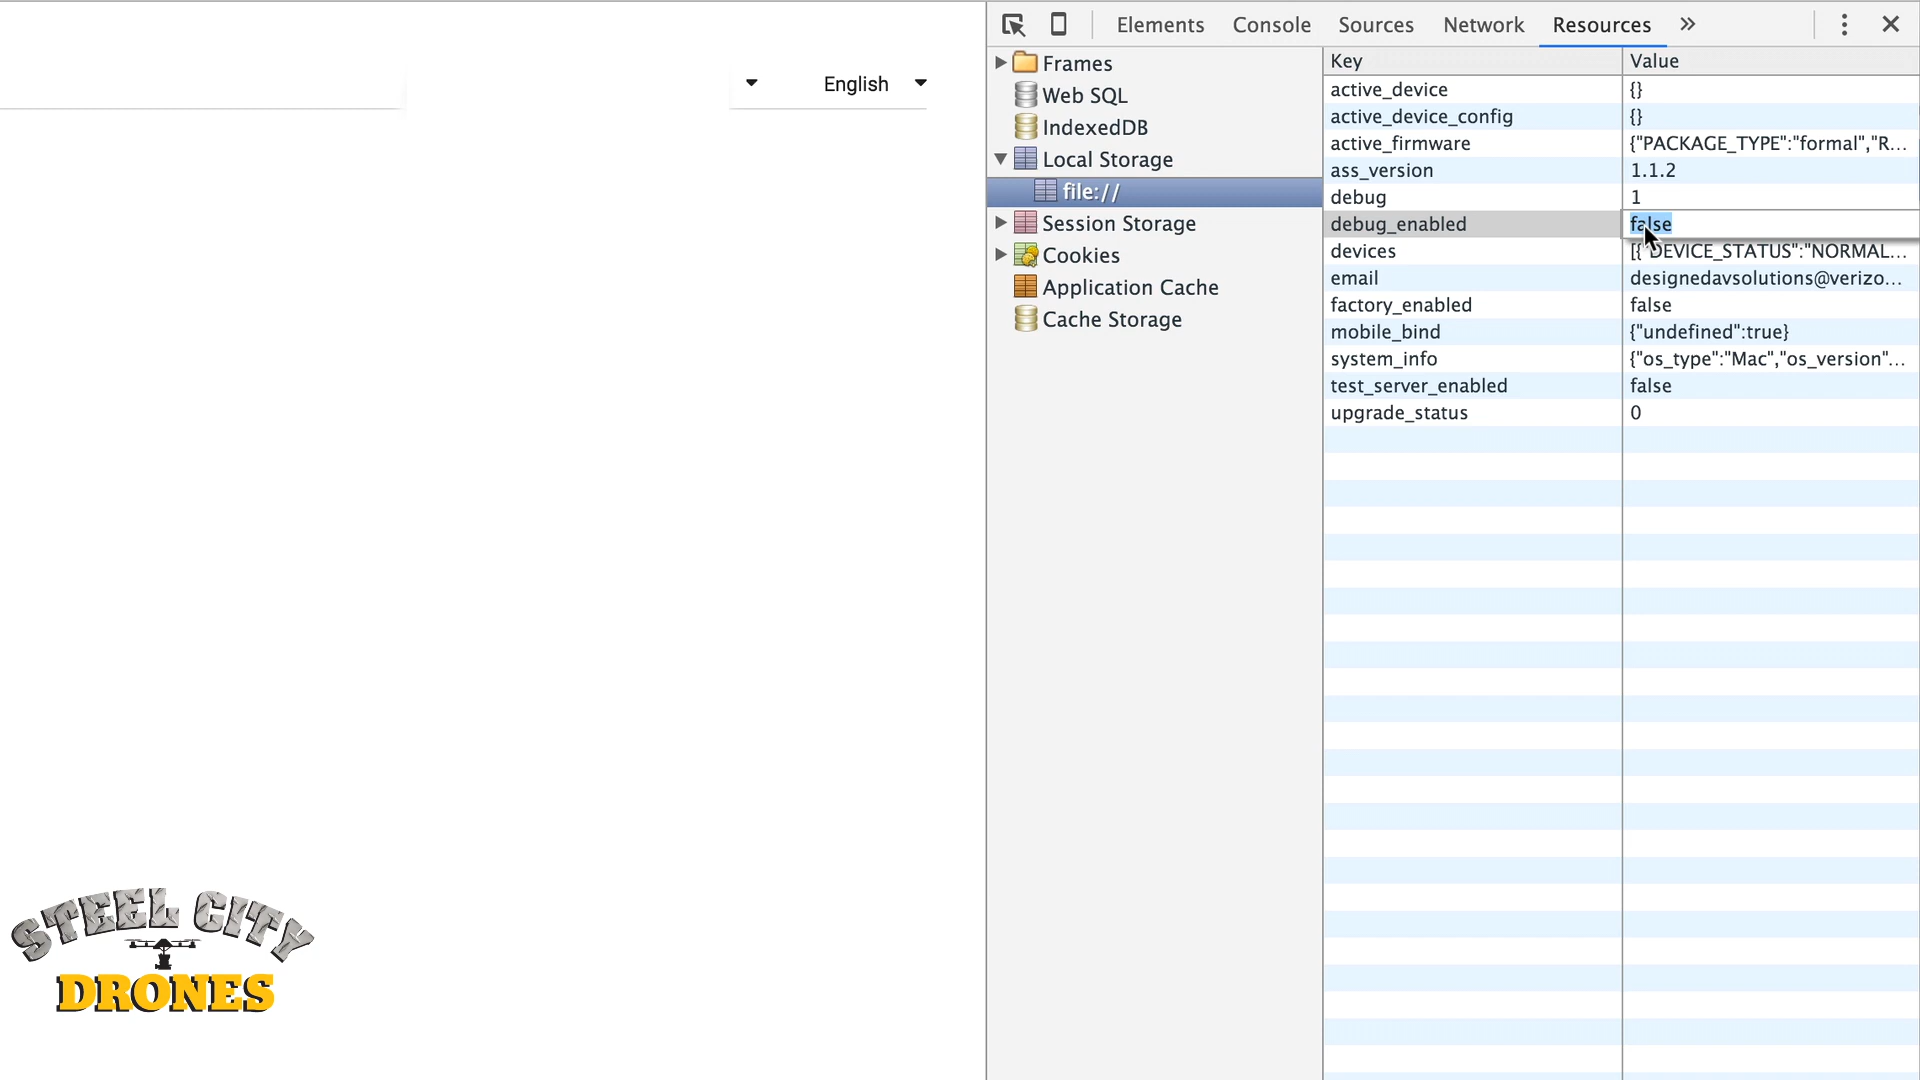 Elements Console Sources Network Resources »
English
Frames
Web SQL
IndexedDB
Local Storage
file://
Session Storage
Cookies
Application Cache
Cache Storage
Key Value
active_device {}
active_device_config {}
active_firmware {"PACKAGE_TYPE":"formal","R...
ass_version 1.1.2
debug 1
debug_enabled false
devices [{"DEVICE_STATUS":"NORMAL...
email designedavsolutions@verizo...
factory_enabled false
mobile_bind {"undefined":true}
system_info {"os_type":"Mac","os_version"...
test_server_enabled false
upgrade_status 0
STEEL CITY
DRONES